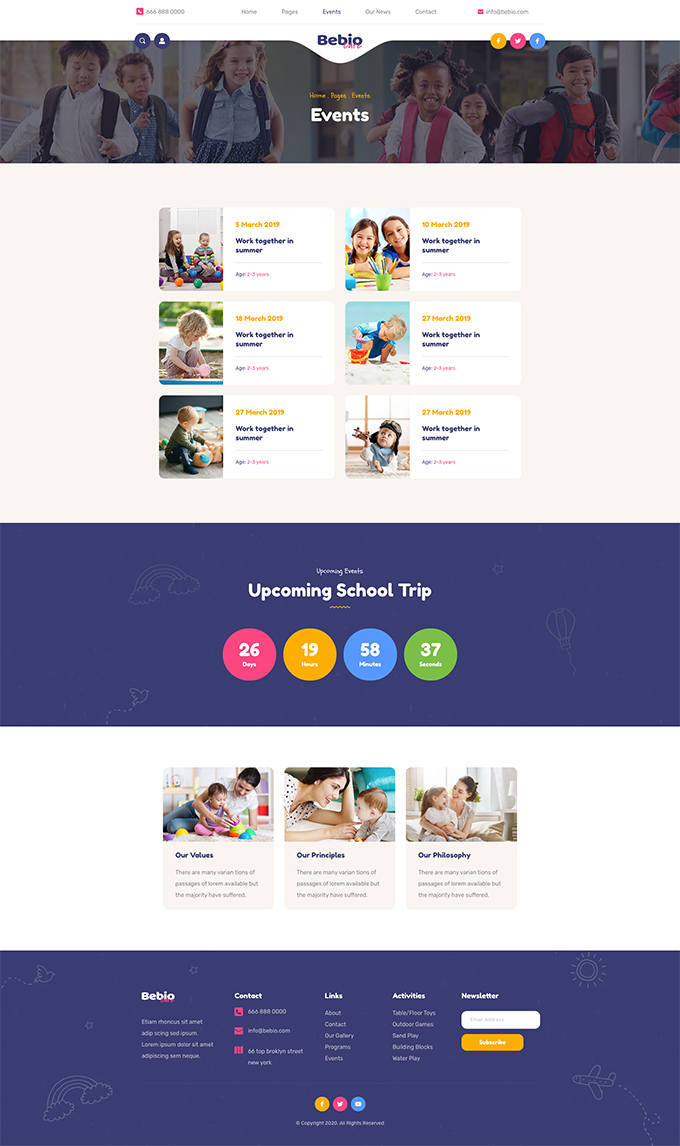 666 888 0000
Home
Pages
Events
Our News
Contact
info@bebio.com
Bebio
Home . Pages . Events
Events
5 March 2019
Work together in
summer
Age: 2-3 years
10 March 2019
Work together in
summer
Age: 2-3 years
18 March 2019
Work together in
summer
Age: 2-3 years
27 March 2019
Work together in
summer
Age: 2-3 years
27 March 2019
Work together in
summer
Age: 2-3 years
27 March 2019
Work together in
summer
Age: 2-3 years
Upcoming Events
Upcoming School Trip
26
Days
19
Hours
58
Minutes
37
Seconds
Our Values
There are many varian tions of
passages of lorem available but
the majority have suffered.
Our Principles
There are many varian tions of
passages of lorem available but
the majority have suffered.
Our Philosophy
There are many varian tions of
passages of lorem available but
the majority have suffered.
Bebio
Etiam rhoncus sit amet
adip scing sed ipsum.
Lorem ipsum dolor sit amet
adipiscing sem neque.
Contact
666 888 0000
info@bebio.com
66 top broklyn street
new york
Links
About
Contact
Our Gallery
Programs
Events
Activities
Table/Floor Toys
Outdoor Games
Sand Play
Building Blocks
Water Play
Newsletter
Email Address
Subscribe
© Copyright 2020. All Rights Reserved